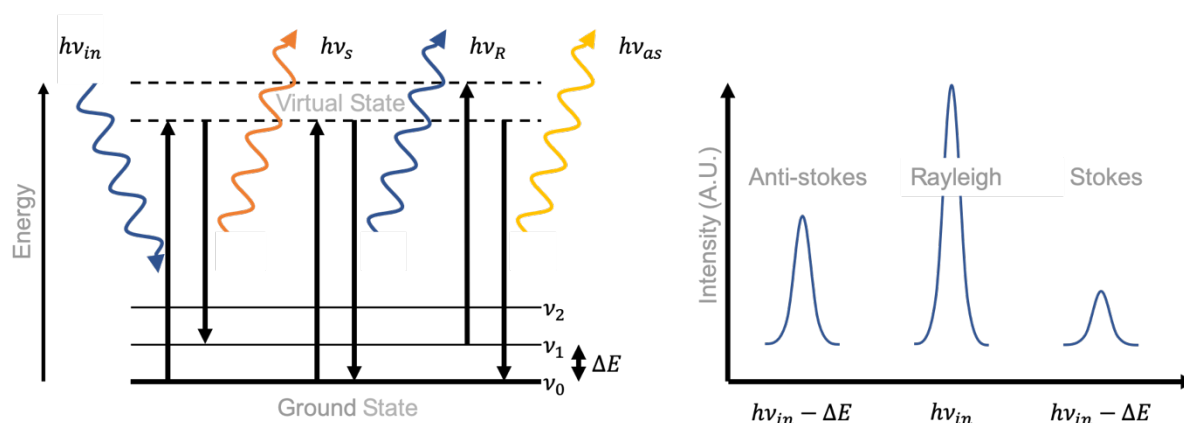 hν_in
hν_s
hν_R
hν_as
Virtual State
Energy
ν_2
ν_1
ΔE
ν_0
Ground State
Intensity (A.U.)
Anti-stokes
Rayleigh
Stokes
hν_in − ΔE
hν_in
hν_in − ΔE